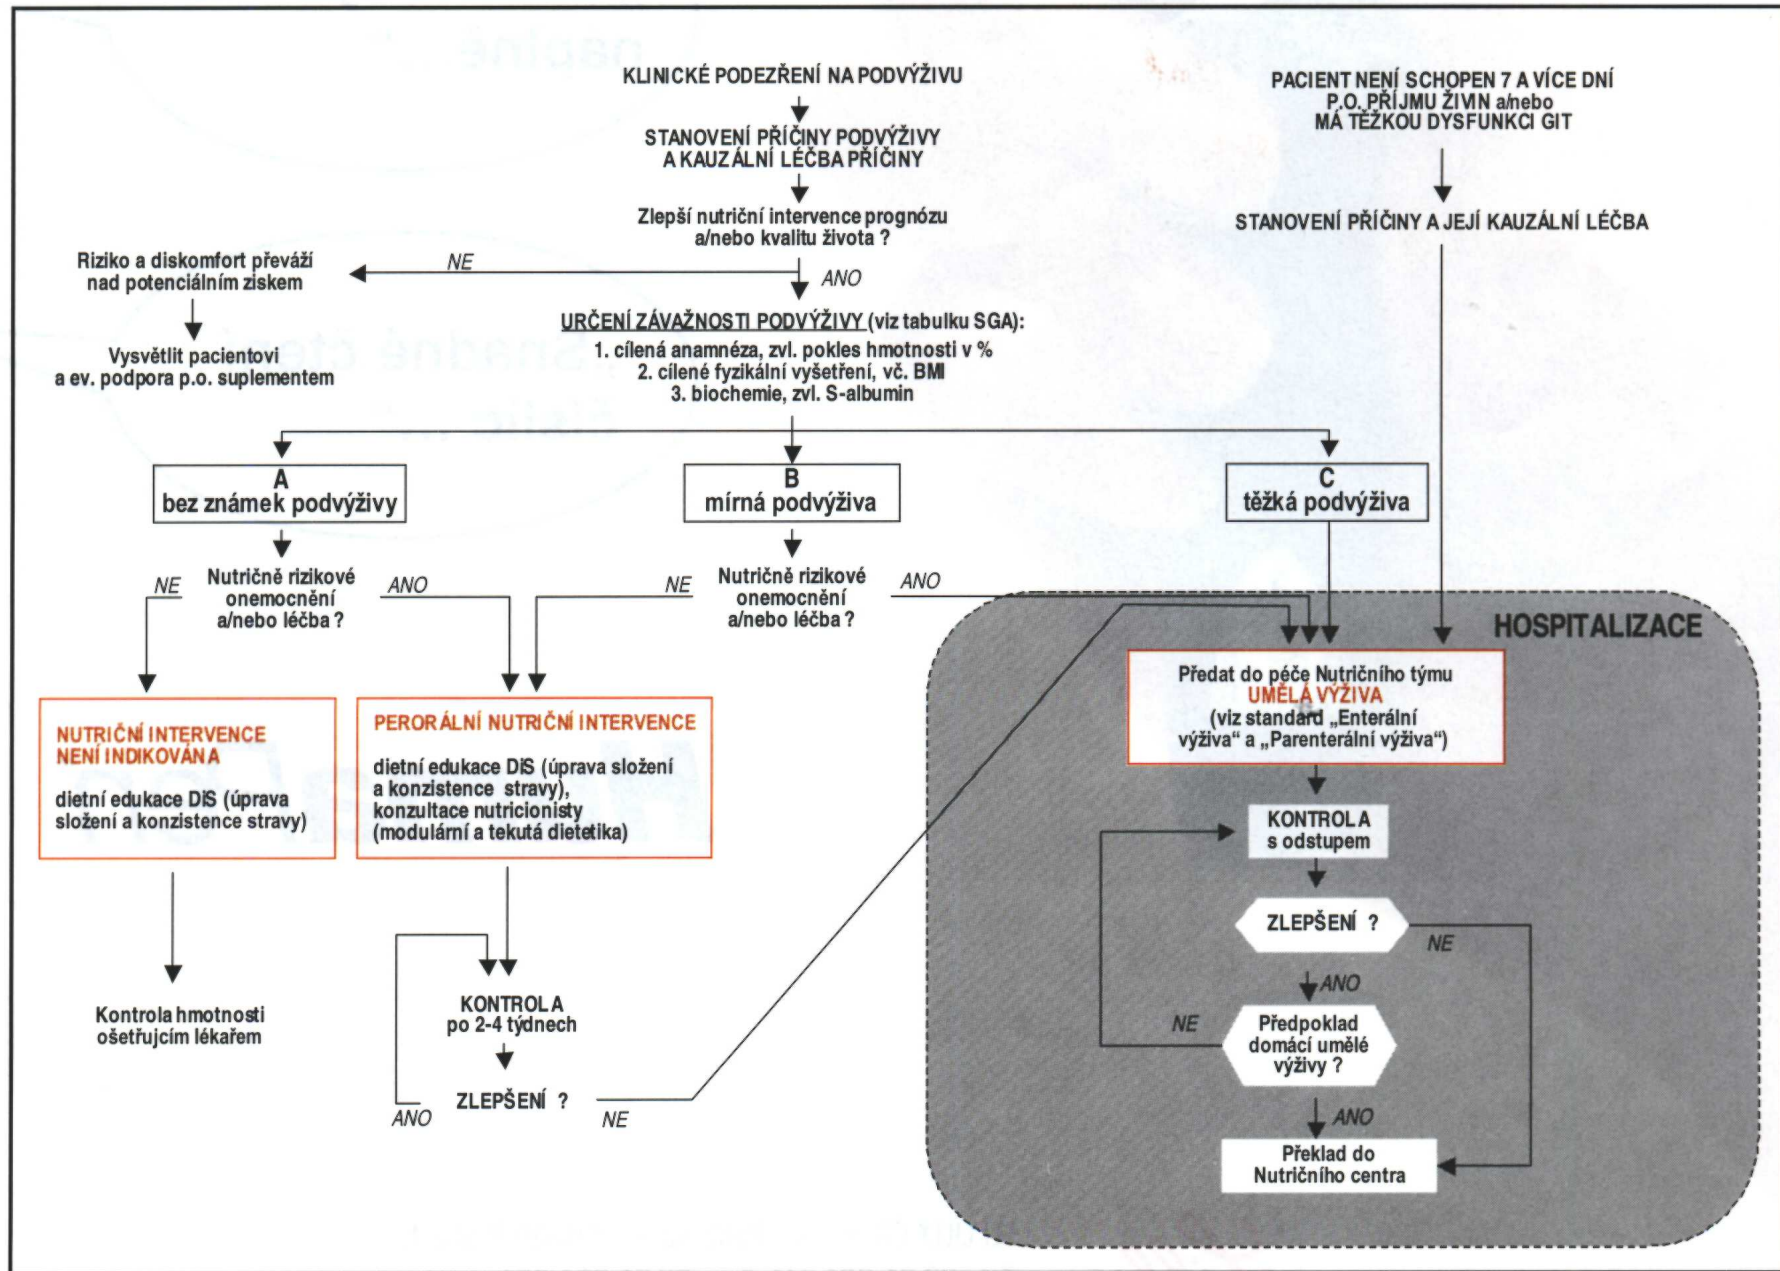 KLINICKÉ PODEZŘENÍ NA PODVÝŽIVU
STANOVENÍ PŘÍČINY PODVÝŽIVY
A KAUZÁLNÍ LÉČBA PŘÍČINY
Zlepší nutriční intervence prognózu
a/nebo kvalitu života ?
PACIENT NENÍ SCHOPEN 7 A VÍCE DNÍ
P.O. PŘÍJMU ŽIVIN a/nebo
MÁ TĚŽKOU DYSFUNKCI GIT
STANOVENÍ PŘÍČINY A JEJÍ KAUZÁLNÍ LÉČBA
NE
ANO
Riziko a diskomfort převáží
nad potenciálním ziskem
Vysvětlit pacientovi
a ev. podpora p.o. suplementem
URČENÍ ZÁVAŽNOSTI PODVÝŽIVY (viz tabulku SGA):
1. cílená anamnéza, zvl. pokles hmotnosti v %
2. cílené fyzikální vyšetření, vč. BMI
3. biochemie, zvl. S-albumin
A
bez známek podvýživy
B
mírná podvýživa
C
těžká podvýživa
NE
Nutričně rizikové
onemocnění
a/nebo léčba ?
ANO
NE
Nutričně rizikové
onemocnění
a/nebo léčba ?
ANO
HOSPITALIZACE
NUTRIČNÍ INTERVENCE
NENÍ INDIKOVÁNA
dietní edukace DiS (úprava
složení a konzistence stravy)
PERORÁLNÍ NUTRIČNÍ INTERVENCE
dietní edukace DiS (úprava složení
a konzistence stravy),
konzultace nutricionisty
(modulární a tekutá dietetika)
Předat do péče Nutričního týmu
UMĚLÁ VÝŽIVA
(viz standard „Enterální
výživa“ a „Parenterální výživa“)
Kontrola hmotnosti
ošetřujcím lékařem
KONTROLA
po 2-4 týdnech
ZLEPŠENÍ ?
ANO
NE
KONTROLA
s odstupem
ZLEPŠENÍ ?
NE
ANO
NE
Předpoklad
domácí umělé
výživy ?
ANO
Překlad do
Nutričního centra